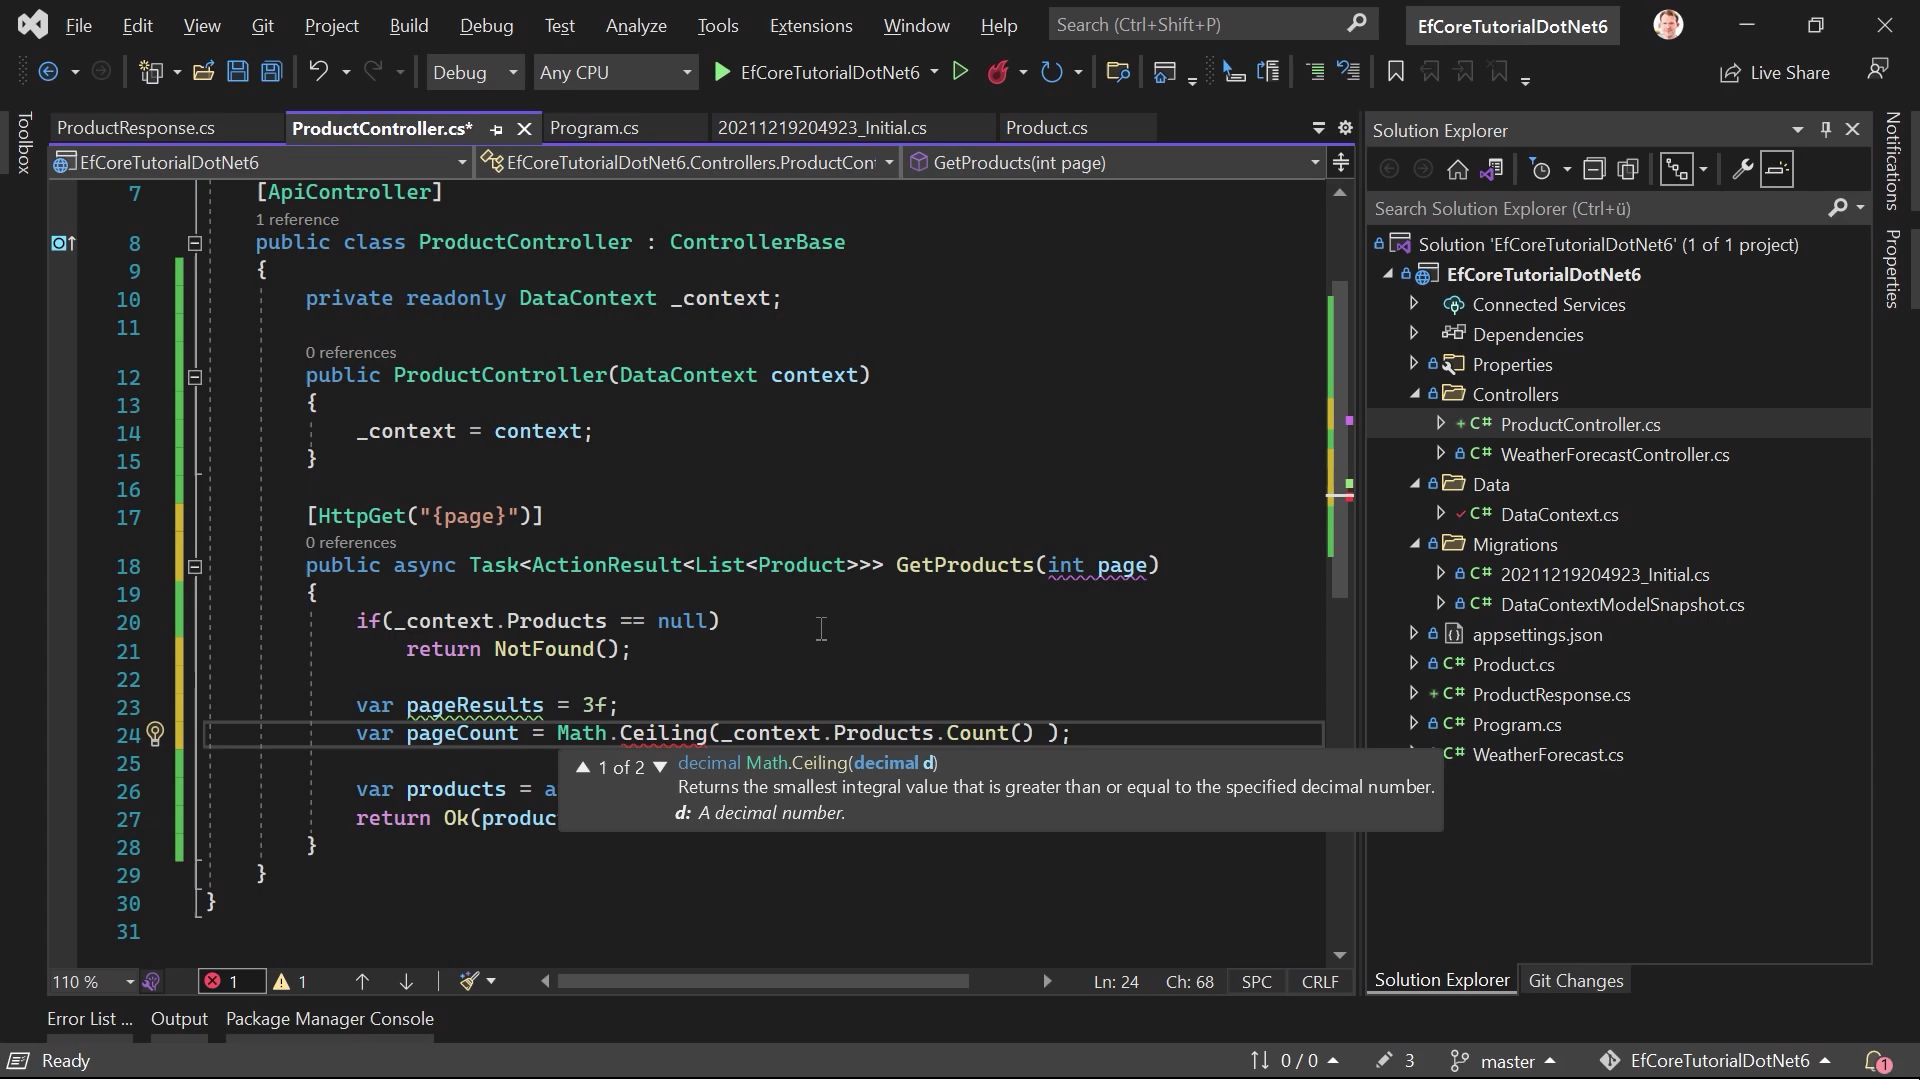 File Edit View Git Project Build Debug Test Analyze Tools Extensions Window Help Search (Ctrl+Shift+P) EfCoreTutorialDotNet6
Debug Any CPU EfCoreTutorialDotNet6 Live Share
Toolbox
ProductResponse.cs ProductController.cs* Program.cs 20211219204923_Initial.cs Product.cs
EfCoreTutorialDotNet6 EfCoreTutorialDotNet6.Controllers.ProductCont GetProducts(int page)
7 [ApiController]
1 reference
8 public class ProductController : ControllerBase
9 {
10 private readonly DataContext _context;
11
0 references
12 public ProductController(DataContext context)
13 {
14 _context = context;
15 }
16
17 [HttpGet("{page}")]
0 references
18 public async Task<ActionResult<List<Product>>> GetProducts(int page)
19 {
20 if(_context.Products == null)
21 return NotFound();
22
23 var pageResults = 3f;
24 var pageCount = Math.Ceiling(_context.Products.Count() );
25
26 var products = a
27 return Ok(produc
28 }
29 }
30 }
31
1 of 2 decimal Math.Ceiling(decimal d)
Returns the smallest integral value that is greater than or equal to the specified decimal number.
d: A decimal number.
110 % 1 1 Ln: 24 Ch: 68 SPC CRLF
Solution Explorer
Search Solution Explorer (Ctrl+ü)
Solution 'EfCoreTutorialDotNet6' (1 of 1 project)
EfCoreTutorialDotNet6
Connected Services
Dependencies
Properties
Controllers
C# ProductController.cs
C# WeatherForecastController.cs
Data
C# DataContext.cs
Migrations
C# 20211219204923_Initial.cs
C# DataContextModelSnapshot.cs
appsettings.json
C# Product.cs
C# ProductResponse.cs
C# Program.cs
C# WeatherForecast.cs
Solution Explorer Git Changes
Notifications
Properties
Error List ... Output Package Manager Console
Ready 0 / 0 3 master EfCoreTutorialDotNet6 1